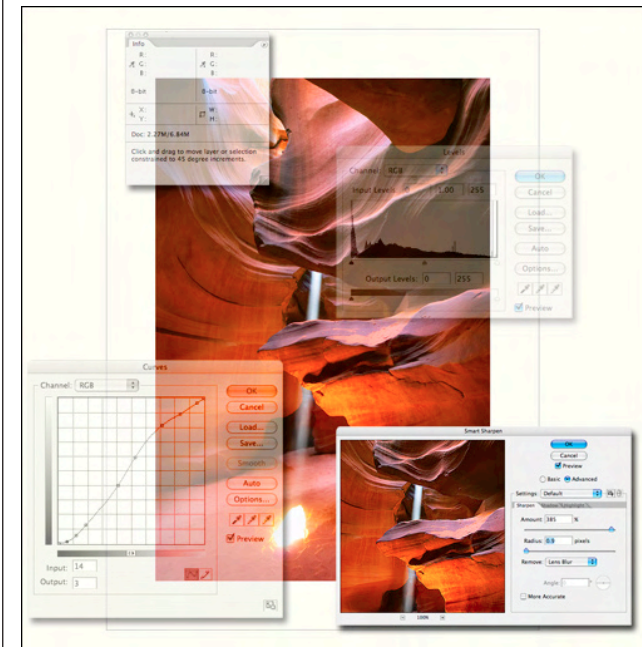 Info
R: R:
G: G:
B: B:
8-bit 8-bit
X: W:
Y: H:
Doc: 2.27M/6.84M
Click and drag to move layer or selection
constrained to 45 degree increments.
Levels
Channel: RGB
OK
Input Levels: 0 1.00 255
Cancel
Load...
Save...
Auto
Output Levels: 0 255
Options...
Preview
Curves
Channel: RGB
OK
Cancel
Load...
Save...
Smooth
Auto
Options...
Preview
Input: 14
Output: 3
Smart Sharpen
OK
Cancel
Preview
Basic Advanced
Settings: Default
Sharpen Shadow Highlight
Amount: 385 %
Radius: 0.9 pixels
Remove: Lens Blur
Angle:
More Accurate
100%